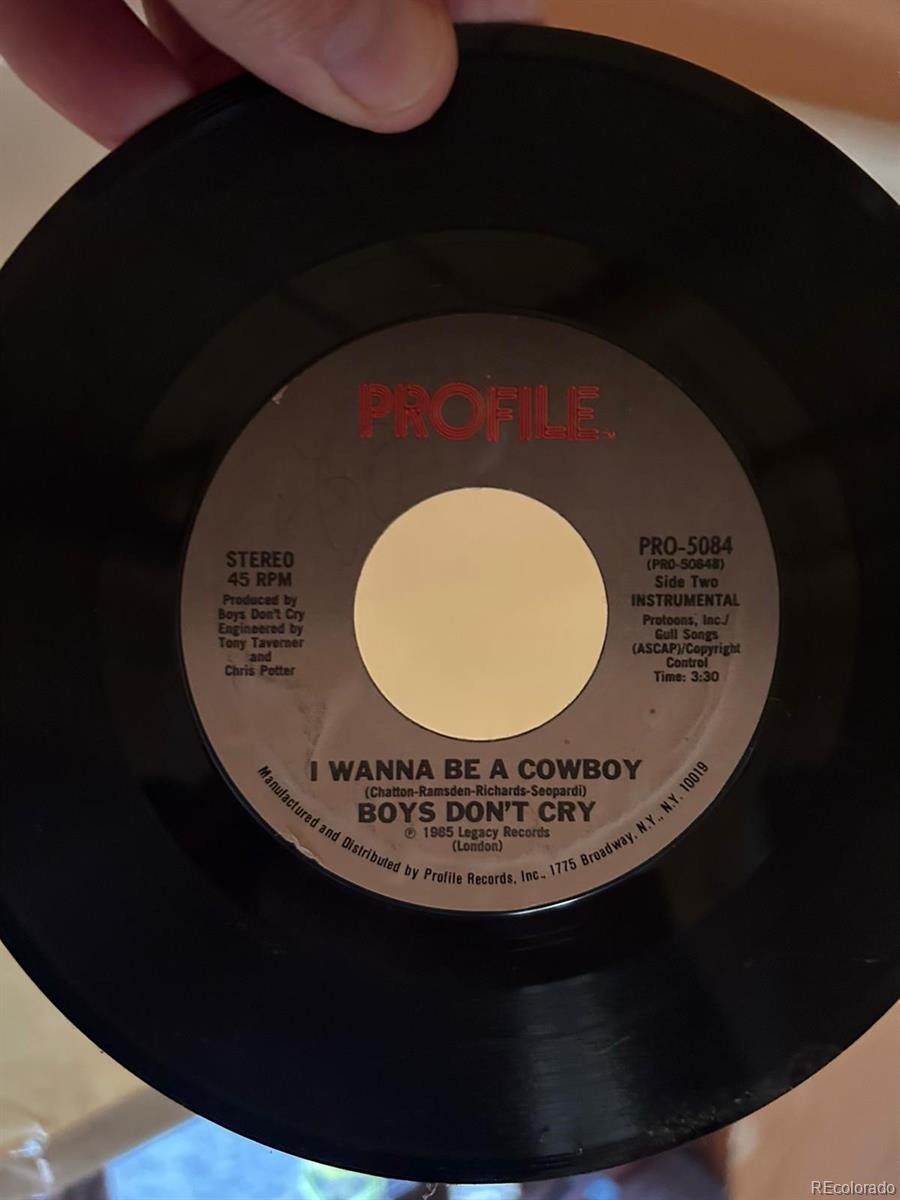 PROFILE™
STEREO
45 RPM
Produced by
Boys Don't Cry
Engineered by
Tony Taverner
and
Chris Potter
PRO-5084
(PRO-5084B)
Side Two
INSTRUMENTAL
Protoons, Inc./
Gull Songs
(ASCAP)/Copyright
Control
Time: 3:30
I WANNA BE A COWBOY
(Chatton-Ramsden-Richards-Seopardi)
BOYS DON'T CRY
℗ 1985 Legacy Records
(London)
Manufactured and Distributed by Profile Records, Inc., 1775 Broadway, N.Y., N.Y. 10019
REcolorado